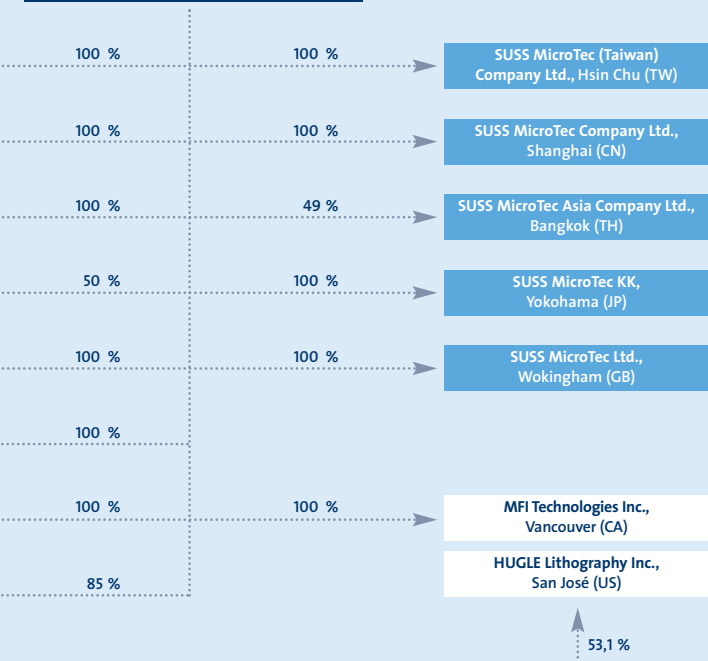 100 %
100 %
SUSS MicroTec (Taiwan)
Company Ltd., Hsin Chu (TW)
100 %
100 %
SUSS MicroTec Company Ltd.,
Shanghai (CN)
100 %
49 %
SUSS MicroTec Asia Company Ltd.,
Bangkok (TH)
50 %
100 %
SUSS MicroTec KK,
Yokohama (JP)
100 %
100 %
SUSS MicroTec Ltd.,
Wokingham (GB)
100 %
100 %
100 %
MFI Technologies Inc.,
Vancouver (CA)
HUGLE Lithography Inc.,
San José (US)
85 %
53,1 %